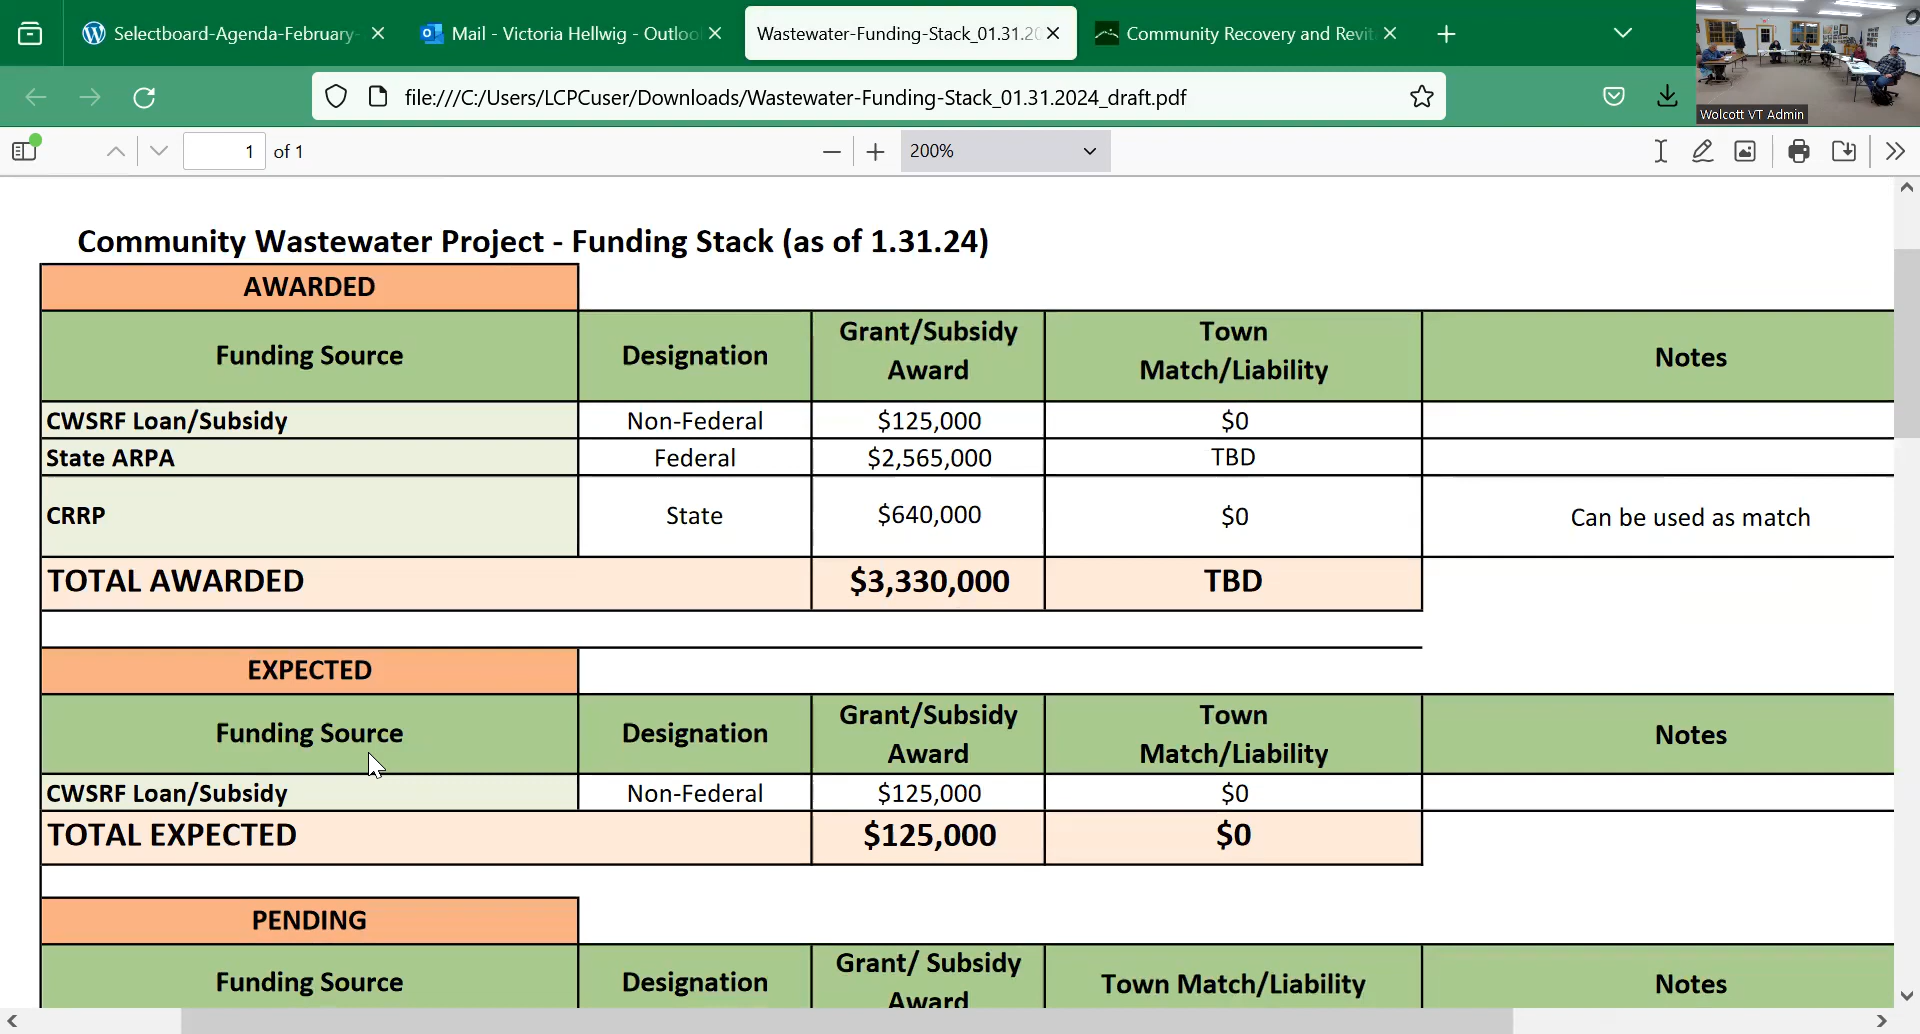 Selectboard-Agenda-February-
Mail - Victoria Hellwig - Outloo
Wastewater-Funding-Stack_01.31.20
Community Recovery and Revit
file:///C:/Users/LCPCuser/Downloads/Wastewater-Funding-Stack_01.31.2024_draft.pdf
Wolcott VT Admin
1 of 1
200%
Community Wastewater Project - Funding Stack (as of 1.31.24)
AWARDED
Funding Source Designation Grant/Subsidy Award Town Match/Liability Notes
CWSRF Loan/Subsidy Non-Federal $125,000 $0
State ARPA Federal $2,565,000 TBD
CRRP State $640,000 $0 Can be used as match
TOTAL AWARDED $3,330,000 TBD
EXPECTED
Funding Source Designation Grant/Subsidy Award Town Match/Liability Notes
CWSRF Loan/Subsidy Non-Federal $125,000 $0
TOTAL EXPECTED $125,000 $0
PENDING
Funding Source Designation Grant/ Subsidy Award Town Match/Liability Notes